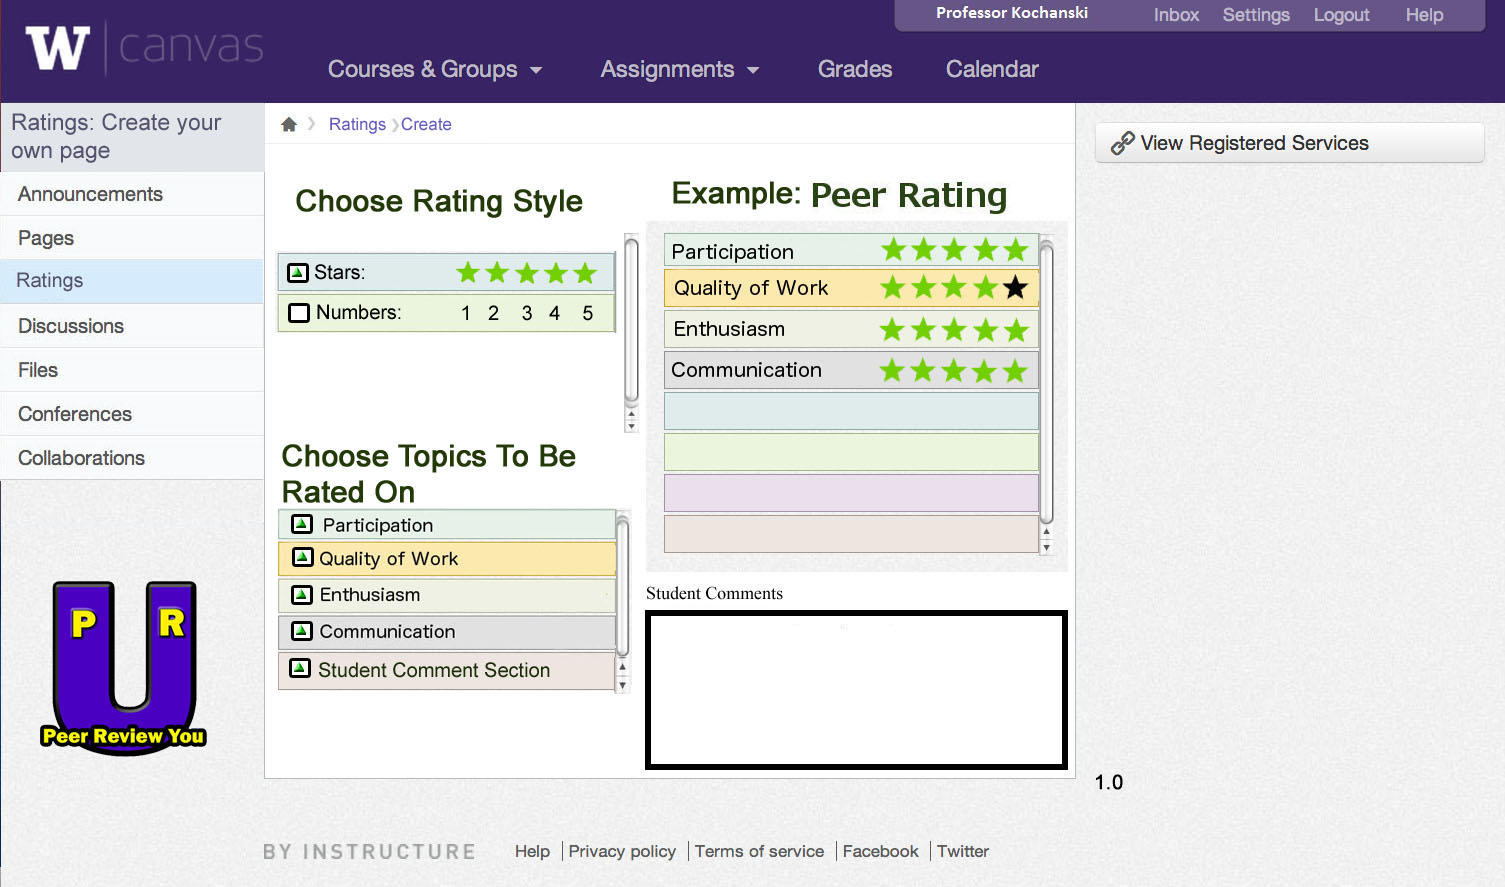 Professor Kochanski Inbox Settings Logout Help
W canvas
Courses & Groups Assignments Grades Calendar
Ratings: Create your
own page
Announcements
Pages
Ratings
Discussions
Files
Conferences
Collaborations
P R
U
Peer Review You
Ratings Create
Choose Rating Style
Stars:
Numbers: 1 2 3 4 5
Choose Topics To Be
Rated On
Participation
Quality of Work
Enthusiasm
Communication
Student Comment Section
Example: Peer Rating
Participation
Quality of Work
Enthusiasm
Communication
Student Comments
View Registered Services
1.0
BY INSTRUCTURE Help Privacy policy Terms of service Facebook Twitter